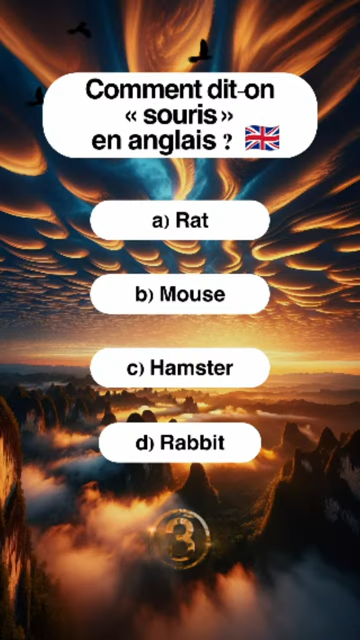 Comment dit-on
« souris »
en anglais ?
a) Rat
b) Mouse
c) Hamster
d) Rabbit
3